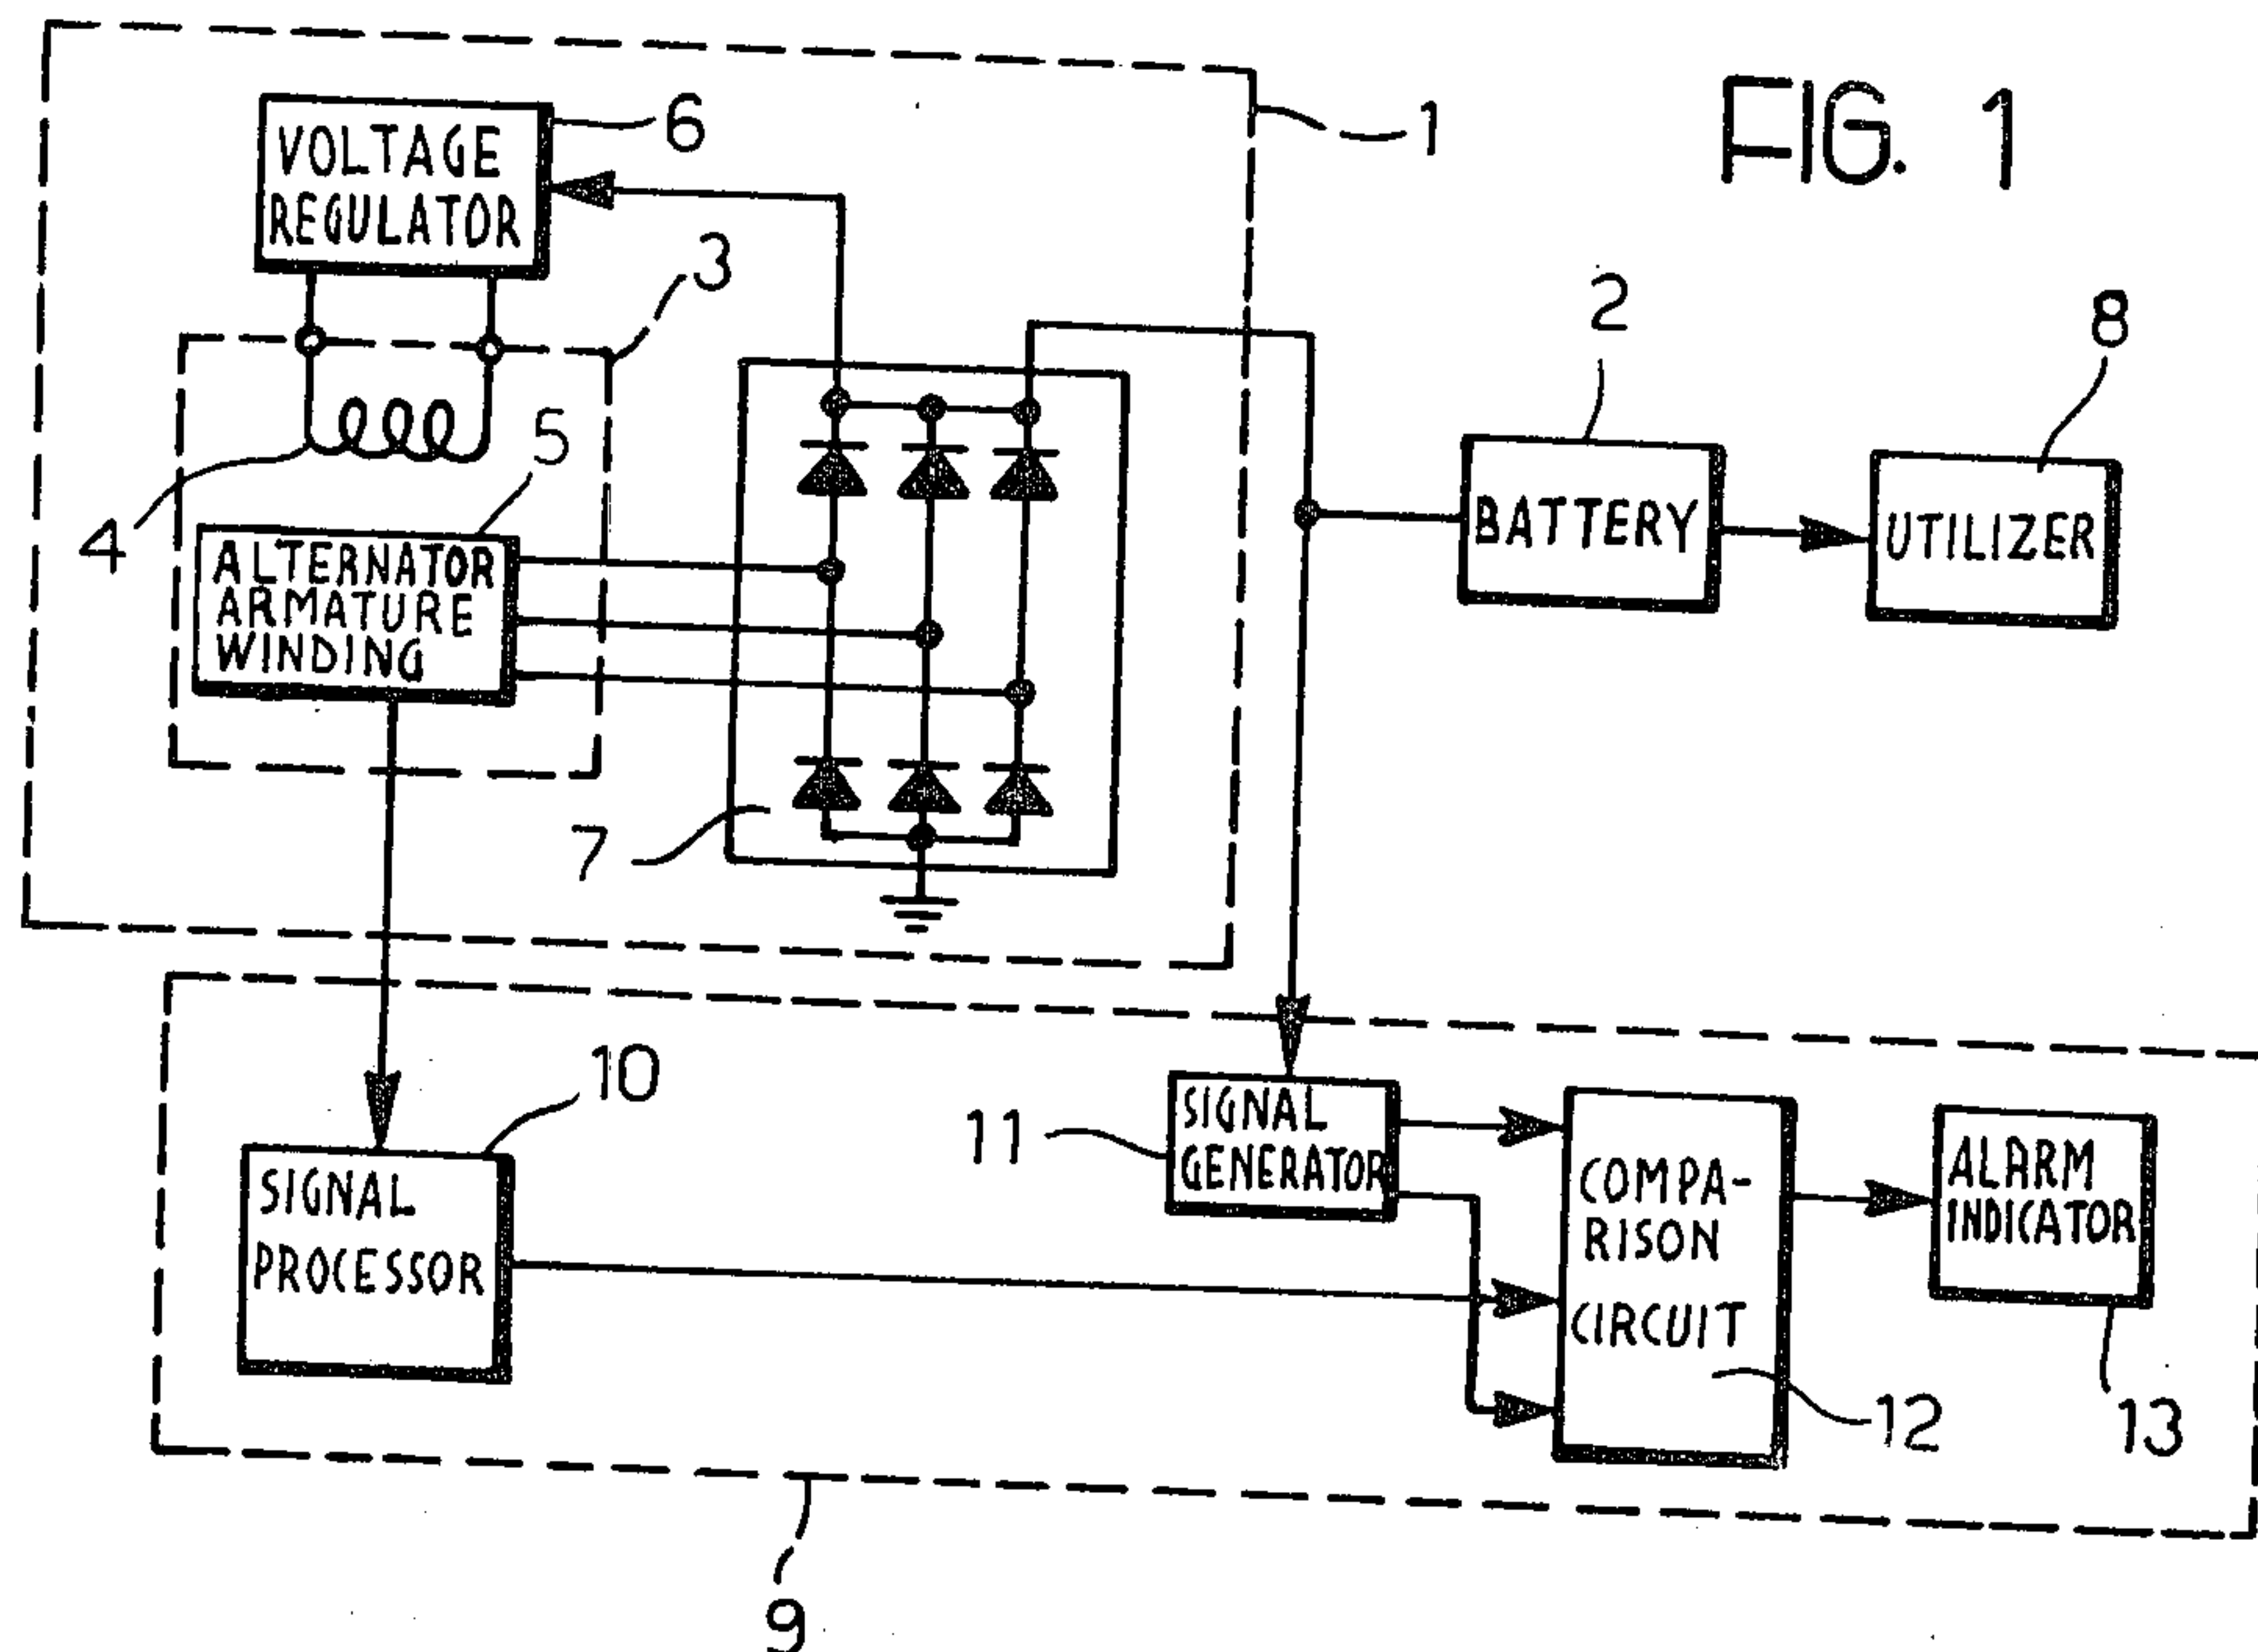 FIG. 1
1
6
VOLTAGE
REGULATOR
3
2
8
4
5
ALTERNATOR
ARMATURE
WINDING
BATTERY
UTILIZER
7
10
SIGNAL
PROCESSOR
11
SIGNAL
GENERATOR
COMPA-
RISON
CIRCUIT
12
ALARM
INDICATOR
13
9